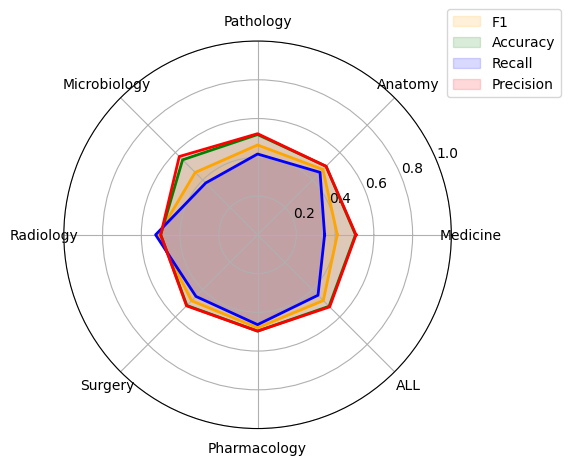 F1
Accuracy
Recall
Precision
Pathology
Microbiology
Anatomy
1.0
0.8
0.6
0.4
0.2
Radiology
Medicine
Surgery
ALL
Pharmacology